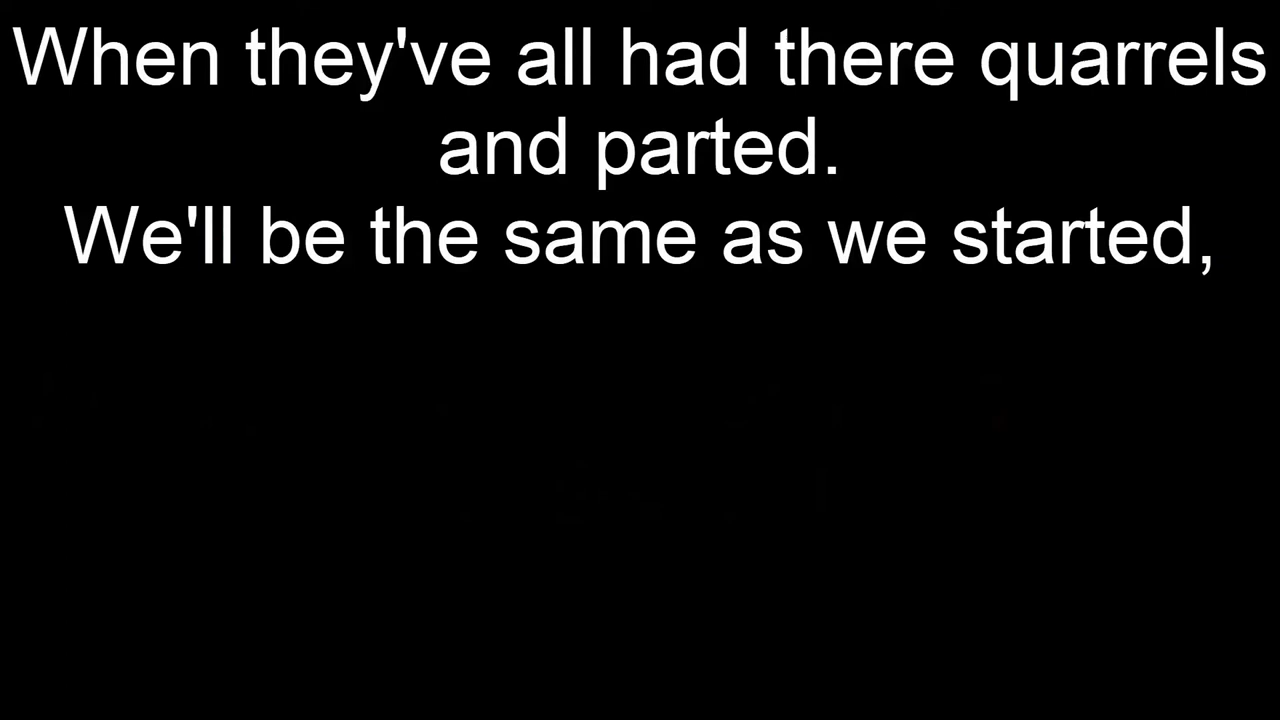 When they've all had there quarrels
and parted.
We'll be the same as we started,